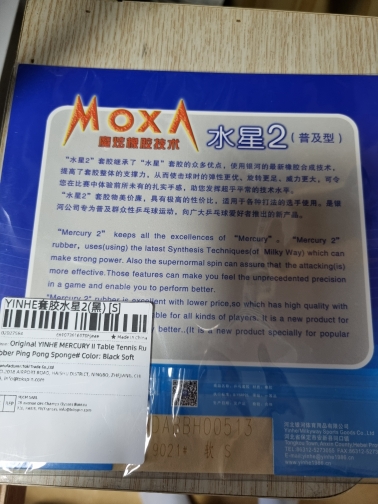 MOXA
魔弦橡胶技术
水星2(普及型)
“水星2” 套胶继承了“水星”套胶的众多优点，使用银河的最新橡胶合成技术，
提高了套胶整体的支撑力，从而使击球时的弹性更优，旋转更足，威力更大，可令
您在比赛中体验前所未有的扎实手感，助您发挥超乎寻常的技术水平。
“水星2”套胶物美价廉，具有极高的性价比，适用于各种打法的选手使用。是银
河公司专为普及群众性乒乓球运动，向广大乒乓球爱好者推出的新产品。
"Mercury 2" keeps all the excellences of "Mercury". "Mercury 2"
rubber, uses(using) the latest Synthesis Techniques(of Milky Way) which can
make strong power. Also the supernormal spin can assure that the attacking(is)
more effective.Those features can make you feel the unprecedented precision
in a game and enable you to perform better.
"Mercury 2" rubber is excellent with lower price,so which has high quality with
able for all kinds of players. It is a new product for
better..(It is a new product specially for popular
YINHE套胶水星2(黑) [S]
Made in China
Original YINHE MERCURY II Table Tennis Ru
bber Ping Pong Sponge# Color: Black Soft
9021# 软 S